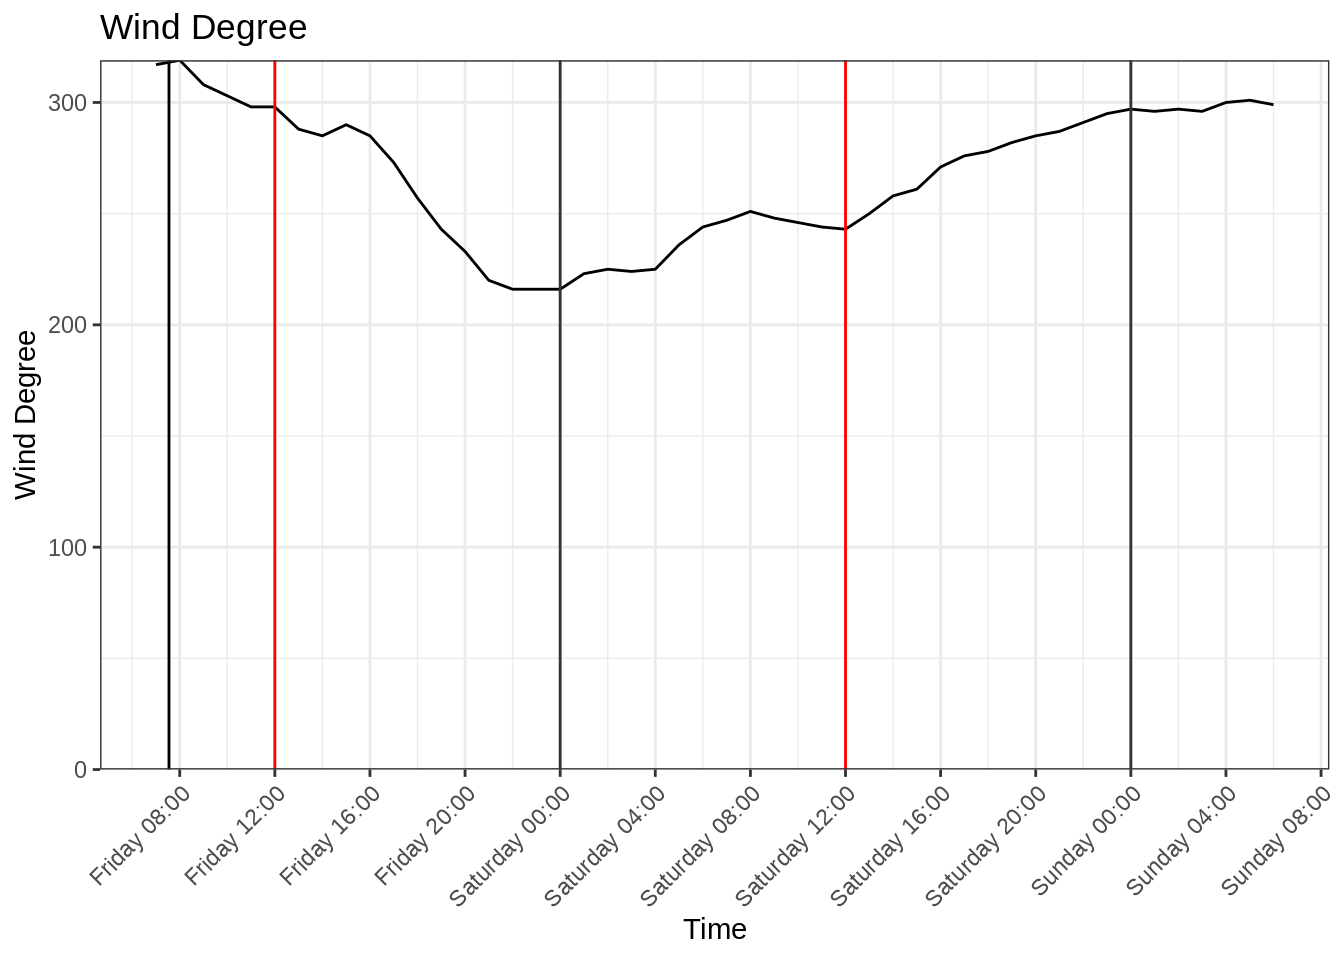 Wind Degree
Wind Degree
300
200
100
0
Friday 08:00
Friday 12:00
Friday 16:00
Friday 20:00
Saturday 00:00
Saturday 04:00
Saturday 08:00
Saturday 12:00
Saturday 16:00
Saturday 20:00
Sunday 00:00
Sunday 04:00
Sunday 08:00
Time